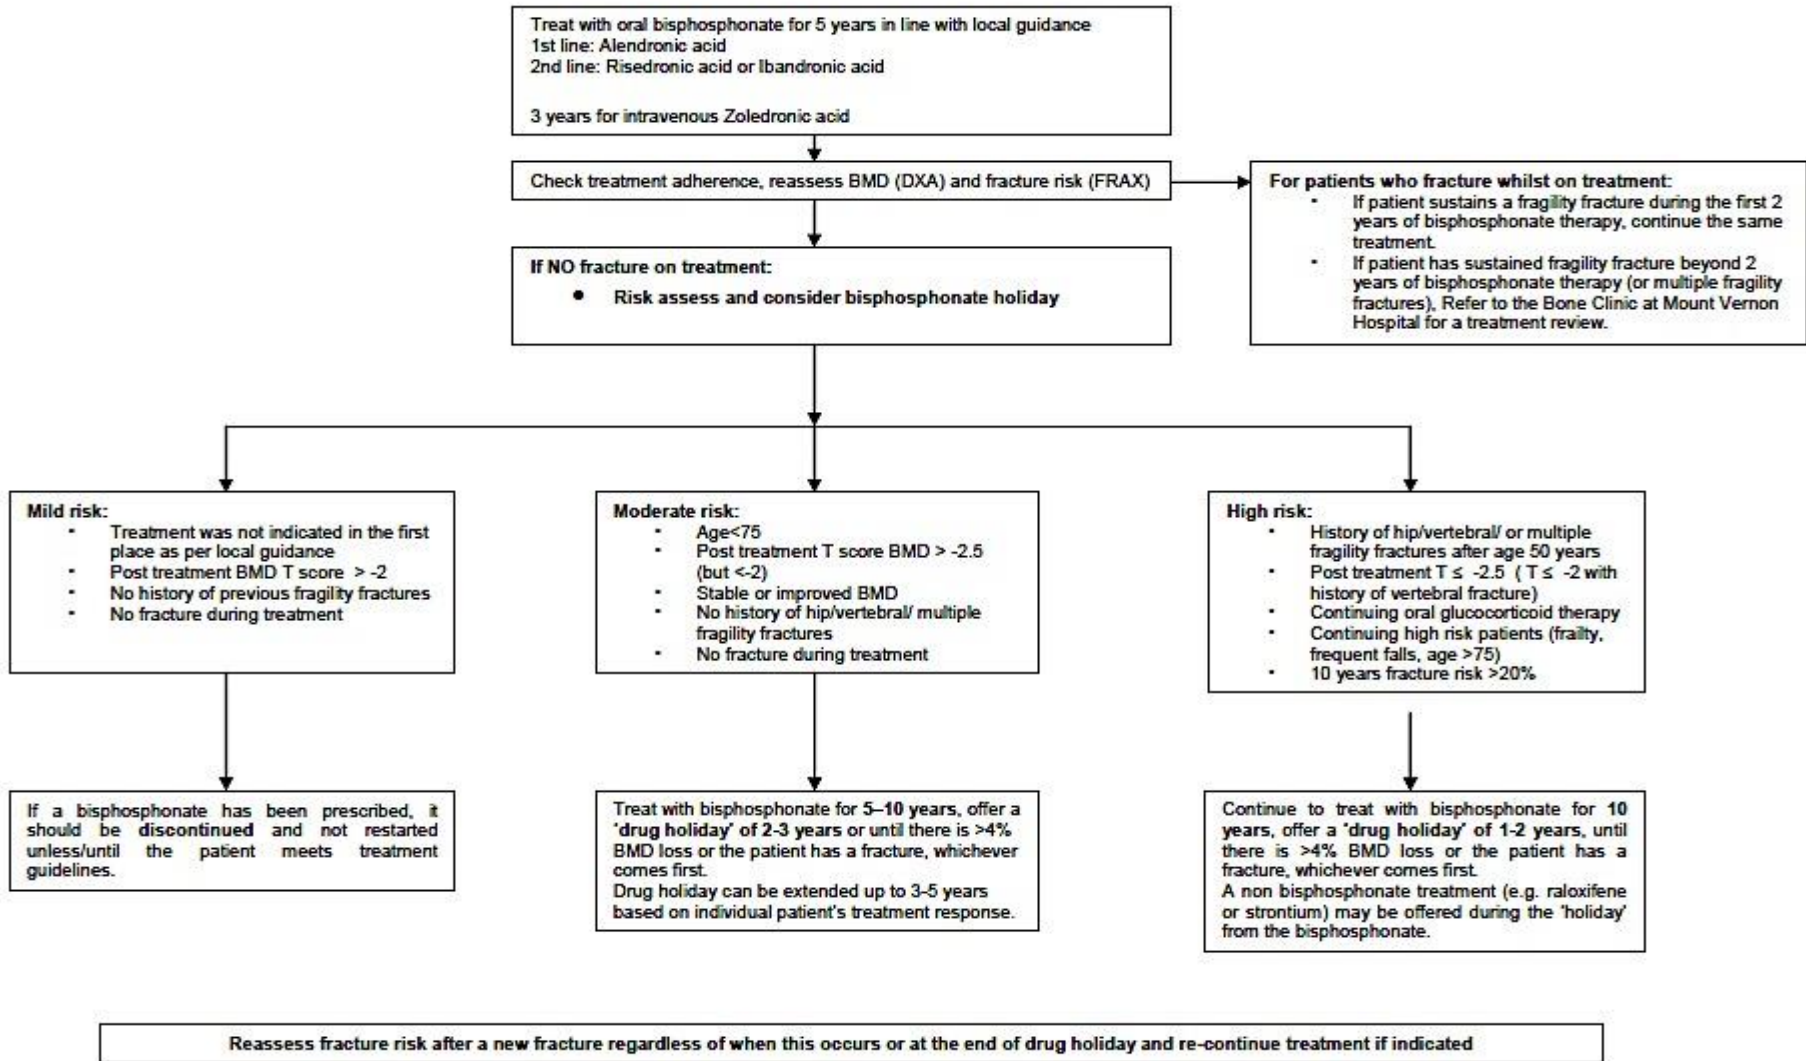 Treat with oral bisphosphonate for 5 years in line with local guidance
1st line: Alendronic acid
2nd line: Risedronic acid or Ibandronic acid
3 years for intravenous Zoledronic acid
Check treatment adherence, reassess BMD (DXA) and fracture risk (FRAX)
For patients who fracture whilst on treatment:
- If patient sustains a fragility fracture during the first 2
years of bisphosphonate therapy, continue the same
treatment.
- If patient has sustained fragility fracture beyond 2
years of bisphosphonate therapy (or multiple fragility
fractures), Refer to the Bone Clinic at Mount Vernon
Hospital for a treatment review.
If NO fracture on treatment:
• Risk assess and consider bisphosphonate holiday
Mild risk:
- Treatment was not indicated in the first
place as per local guidance
- Post treatment BMD T score > -2
- No history of previous fragility fractures
- No fracture during treatment
Moderate risk:
- Age<75
- Post treatment T score BMD > -2.5
(but <-2)
- Stable or improved BMD
- No history of hip/vertebral/ multiple
fragility fractures
- No fracture during treatment
High risk:
- History of hip/vertebral/ or multiple
fragility fractures after age 50 years
- Post treatment T ≤ -2.5 ( T ≤ -2 with
history of vertebral fracture)
- Continuing oral glucocorticoid therapy
- Continuing high risk patients (frailty,
frequent falls, age >75)
- 10 years fracture risk >20%
If a bisphosphonate has been prescribed, it
should be discontinued and not restarted
unless/until the patient meets treatment
guidelines.
Treat with bisphosphonate for 5–10 years, offer a
'drug holiday' of 2-3 years or until there is >4%
BMD loss or the patient has a fracture, whichever
comes first.
Drug holiday can be extended up to 3-5 years
based on individual patient's treatment response.
Continue to treat with bisphosphonate for 10
years, offer a 'drug holiday' of 1-2 years, until
there is >4% BMD loss or the patient has a
fracture, whichever comes first.
A non bisphosphonate treatment (e.g. raloxifene
or strontium) may be offered during the 'holiday'
from the bisphosphonate.
Reassess fracture risk after a new fracture regardless of when this occurs or at the end of drug holiday and re-continue treatment if indicated